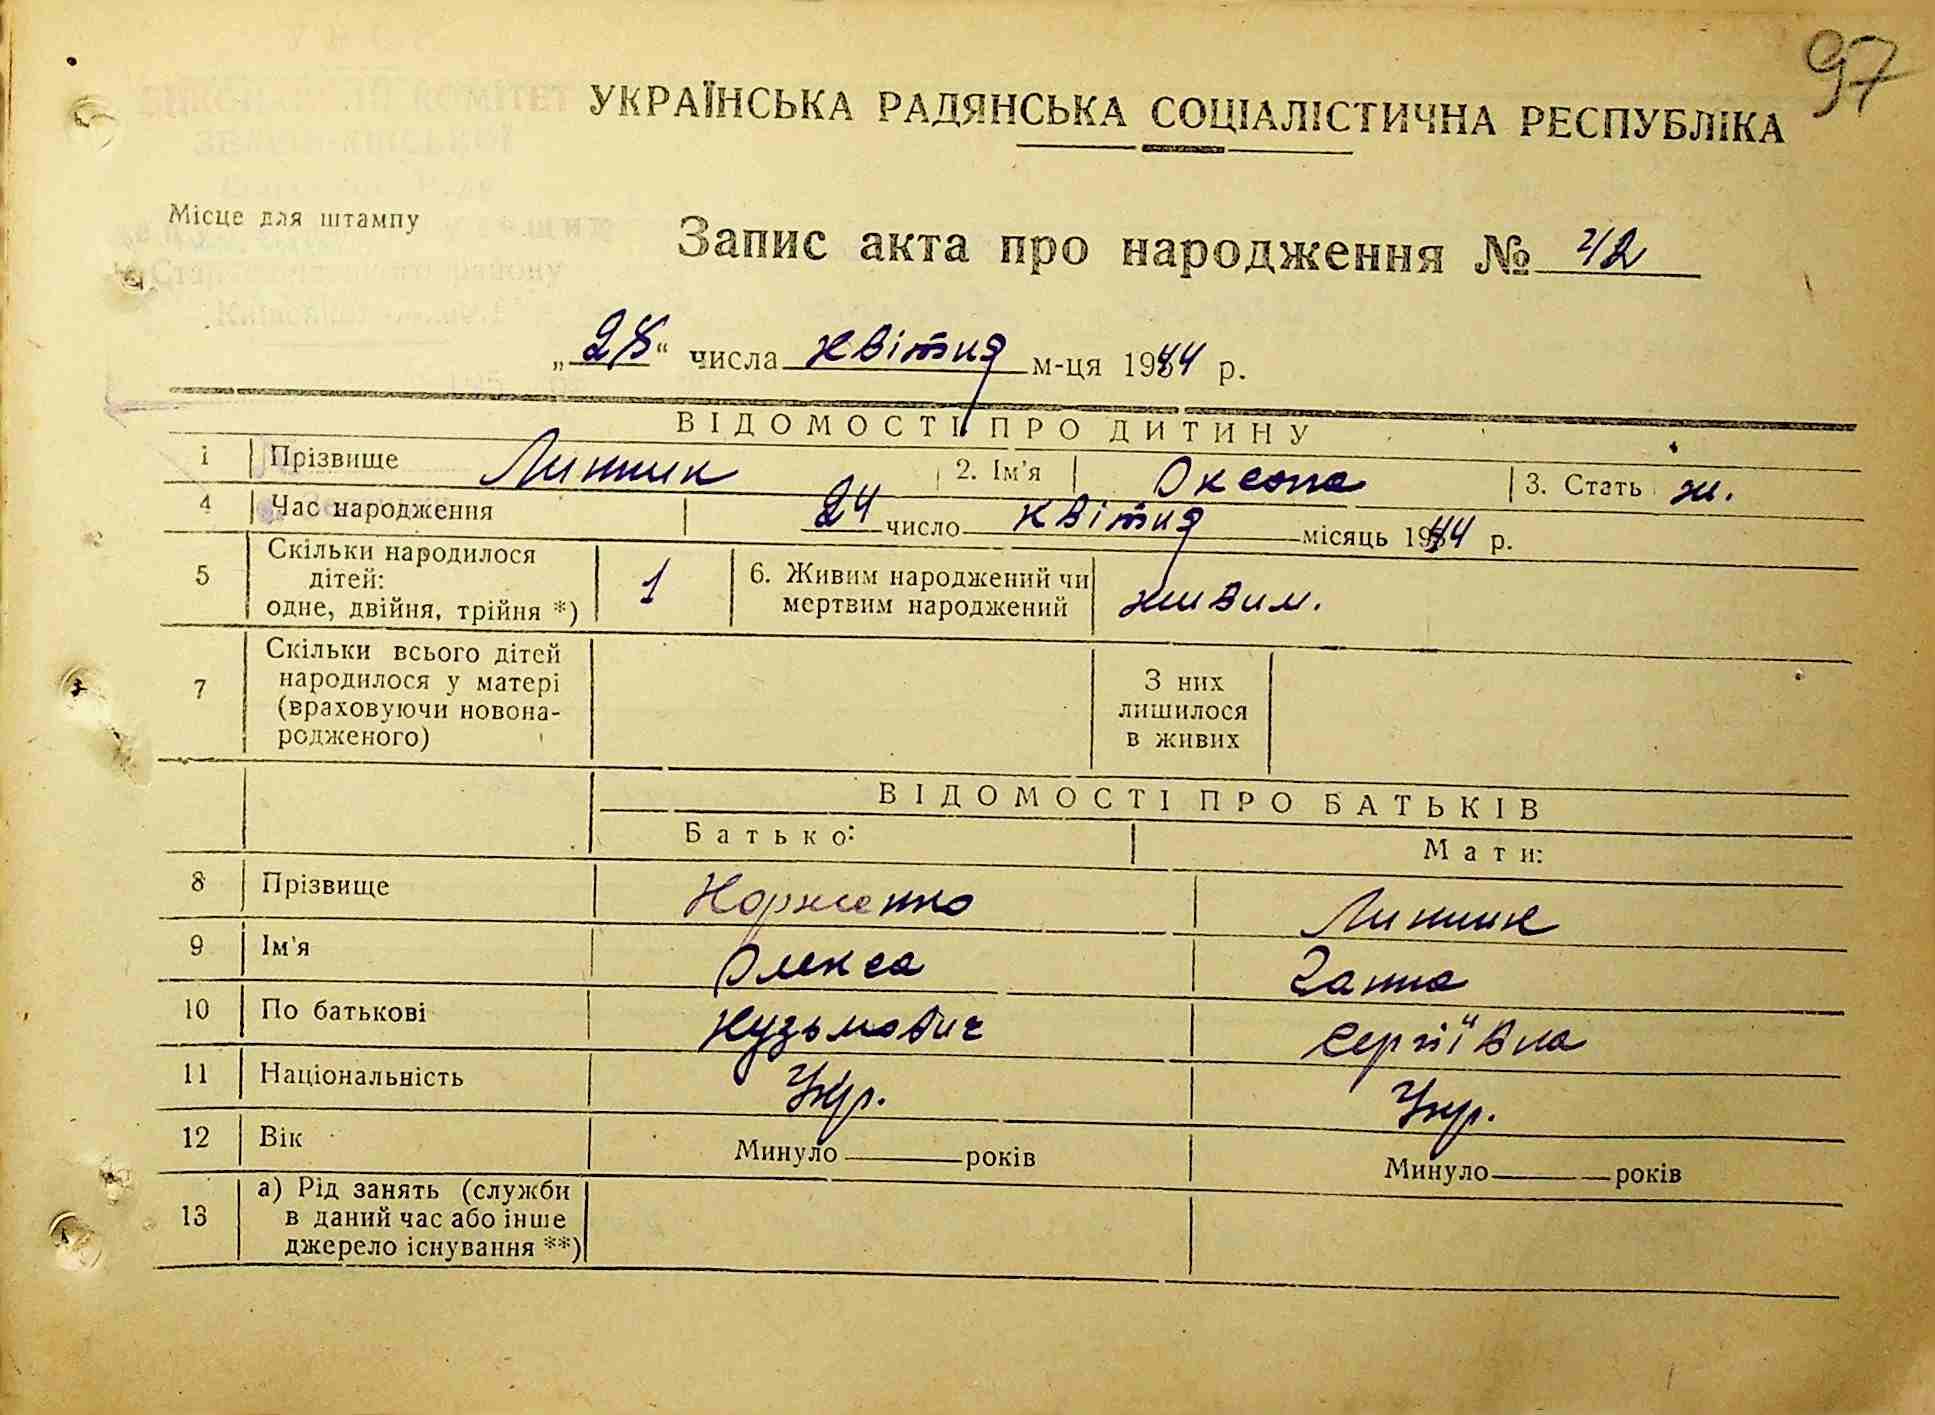 97
УКРАЇНСЬКА РАДЯНСЬКА СОЦІАЛІСТИЧНА РЕСПУБЛІКА
Місце для штампу
Запис акта про народження № 42
„28“ числа квітня м-ця 1944 р.
ВІДОМОСТІ ПРО ДИТИНУ
1 Прізвище Литник 2. Ім'я Оксана 3. Стать ж.
4 Час народження 24 число квітня місяць 1944 р.
5 Скільки народилося дітей: одне, двійня, трійня *) 1 6. Живим народжений чи мертвим народжений живим.
7 Скільки всього дітей народилося у матері (враховуючи новонародженого) З них лишилося в живих
ВІДОМОСТІ ПРО БАТЬКІВ
Батько: Мати:
8 Прізвище Корженко Литник
9 Ім'я Олекса Ганна
10 По батькові Кузьмович Сергіївна
11 Національність Укр. Укр.
12 Вік Минуло років Минуло років
13 а) Рід занять (служби в даний час або інше джерело існування **)